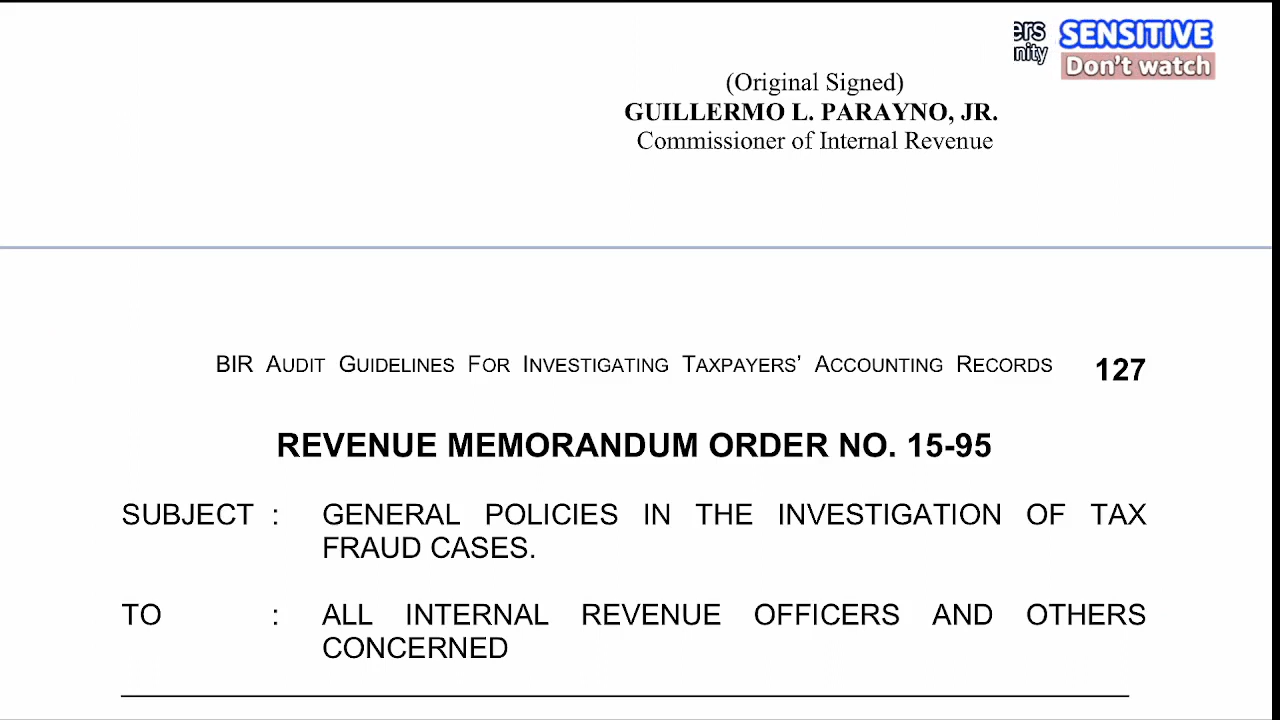 SENSITIVE
Don't watch
(Original Signed)
GUILLERMO L. PARAYNO, JR.
Commissioner of Internal Revenue
BIR AUDIT GUIDELINES FOR INVESTIGATING TAXPAYERS' ACCOUNTING RECORDS 127
REVENUE MEMORANDUM ORDER NO. 15-95
SUBJECT : GENERAL POLICIES IN THE INVESTIGATION OF TAX
FRAUD CASES.
TO : ALL INTERNAL REVENUE OFFICERS AND OTHERS
CONCERNED